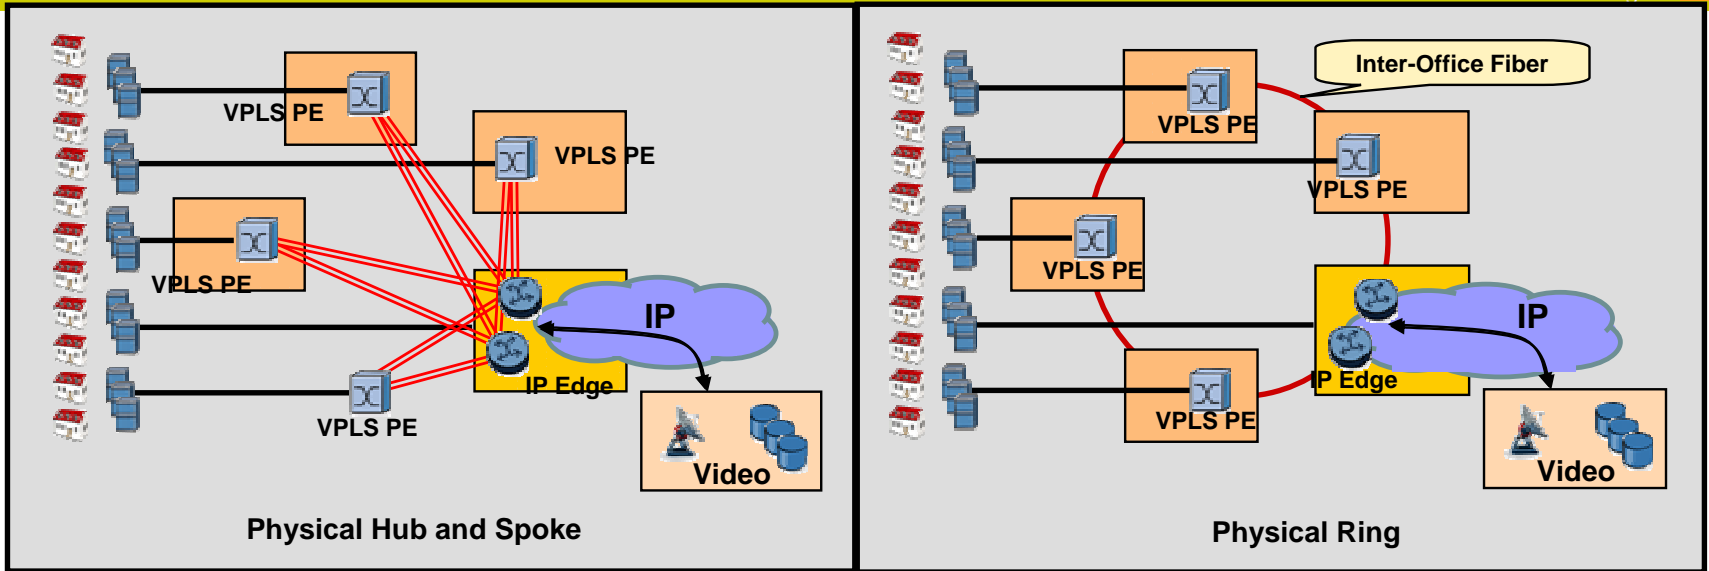 VPLS PE
VPLS PE
VPLS PE
IP
IP Edge
VPLS PE
Video
Physical Hub and Spoke
Inter-Office Fiber
VPLS PE
VPLS PE
VPLS PE
IP
IP Edge
VPLS PE
Video
Physical Ring